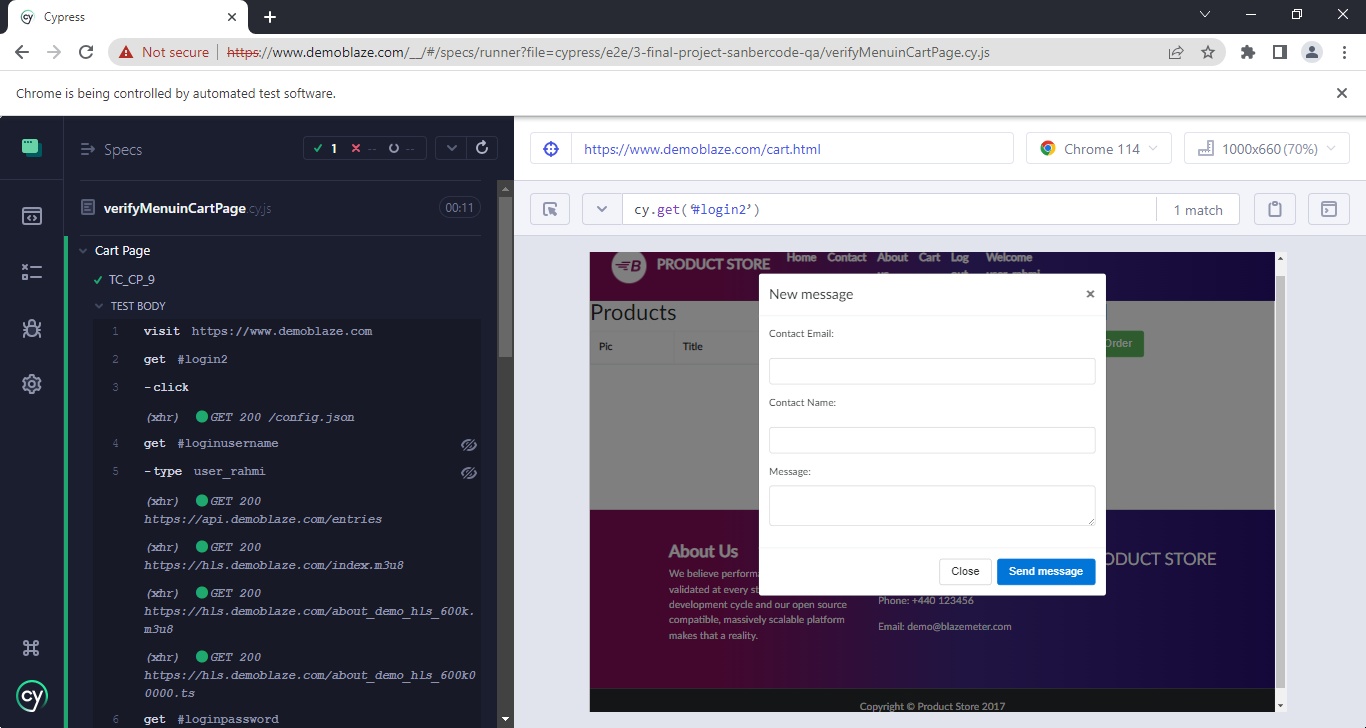 Cypress
Not secure
https://www.demoblaze.com/__/#/specs/runner?file=cypress/e2e/3-final-project-sanbercode-qa/verifyMenuinCartPage.cy.js
Chrome is being controlled by automated test software.
Specs
1 -- --
verifyMenuinCartPage.cy.js
00:11
Cart Page
TC_CP_9
TEST BODY
1 visit https://www.demoblaze.com
2 get #login2
3 -click
(xhr) GET 200 /config.json
4 get #loginusername
5 -type user_rahmi
(xhr) GET 200
https://api.demoblaze.com/entries
(xhr) GET 200
https://hls.demoblaze.com/index.m3u8
(xhr) GET 200
https://hls.demoblaze.com/about_demo_hls_600k.
m3u8
(xhr) GET 200
https://hls.demoblaze.com/about_demo_hls_600k0
0000.ts
6 get #loginpassword
cy
https://www.demoblaze.com/cart.html
Chrome 114
1000x660 (70%)
cy.get('#login2')
1 match
PRODUCT STORE
Home Contact About Cart Log Welcome
New message
×
Products
Pic Title
Order
Contact Email:
Contact Name:
Message:
Close
Send message
About Us
We believe performa
validated at every st
development cycle and our open source
compatible, massively scalable platform
makes that a reality.
Phone: +440 123456
Email: demo@blazemeter.com
ODUCT STORE
Copyright © Product Store 2017